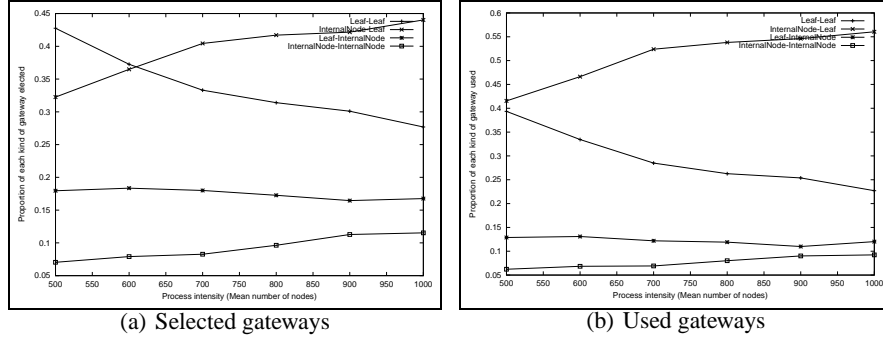 0.45
0.4
0.35
0.3
0.25
0.2
0.15
0.1
0.05
500 550 600 650 700 750 800 850 900 950 1000
Proportion of each kind of gateway elected
Process intensity (Mean number of nodes)
Leaf-Leaf
InternalNode-Leaf
Leaf-InternalNode
InternalNode-InternalNode
(a) Selected gateways
0.6
0.55
0.5
0.45
0.4
0.35
0.3
0.25
0.2
0.15
0.1
0.05
500 550 600 650 700 750 800 850 900 950 1000
Proportion of each kind of gateway used
Process intensity (Mean number of nodes)
Leaf-Leaf
InternalNode-Leaf
Leaf-InternalNode
InternalNode-InternalNode
(b) Used gateways